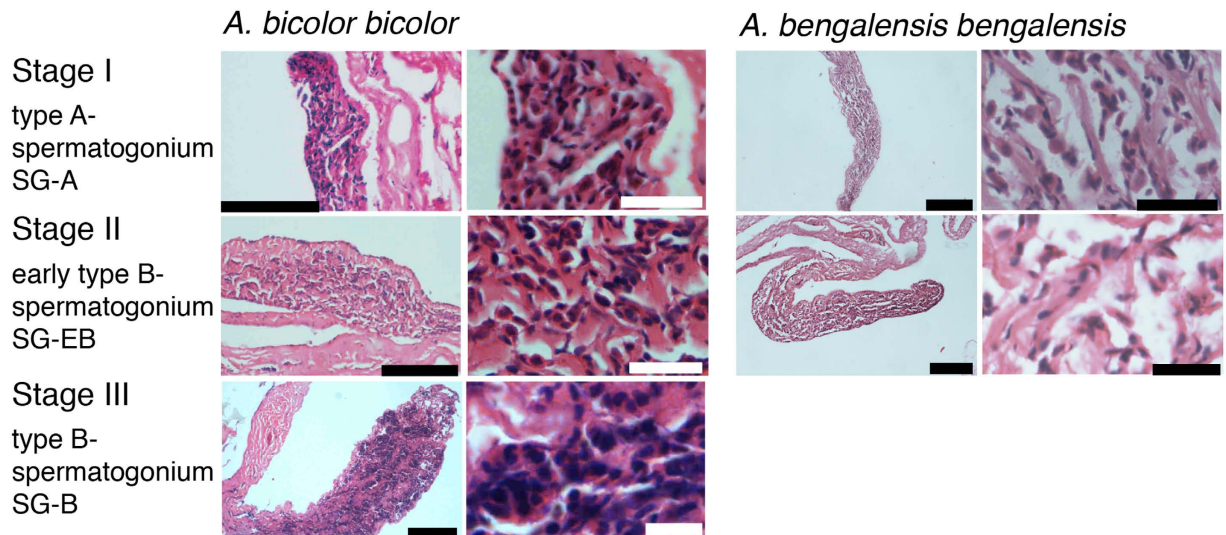 A. bicolor bicolor
A. bengalensis bengalensis
Stage I
type A-
spermatogonium
SG-A
Stage II
early type B-
spermatogonium
SG-EB
Stage III
type B-
spermatogonium
SG-B